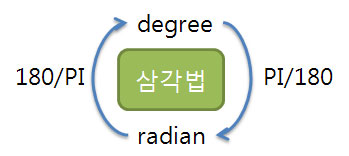 degree
180/PI
삼각법
PI/180
radian